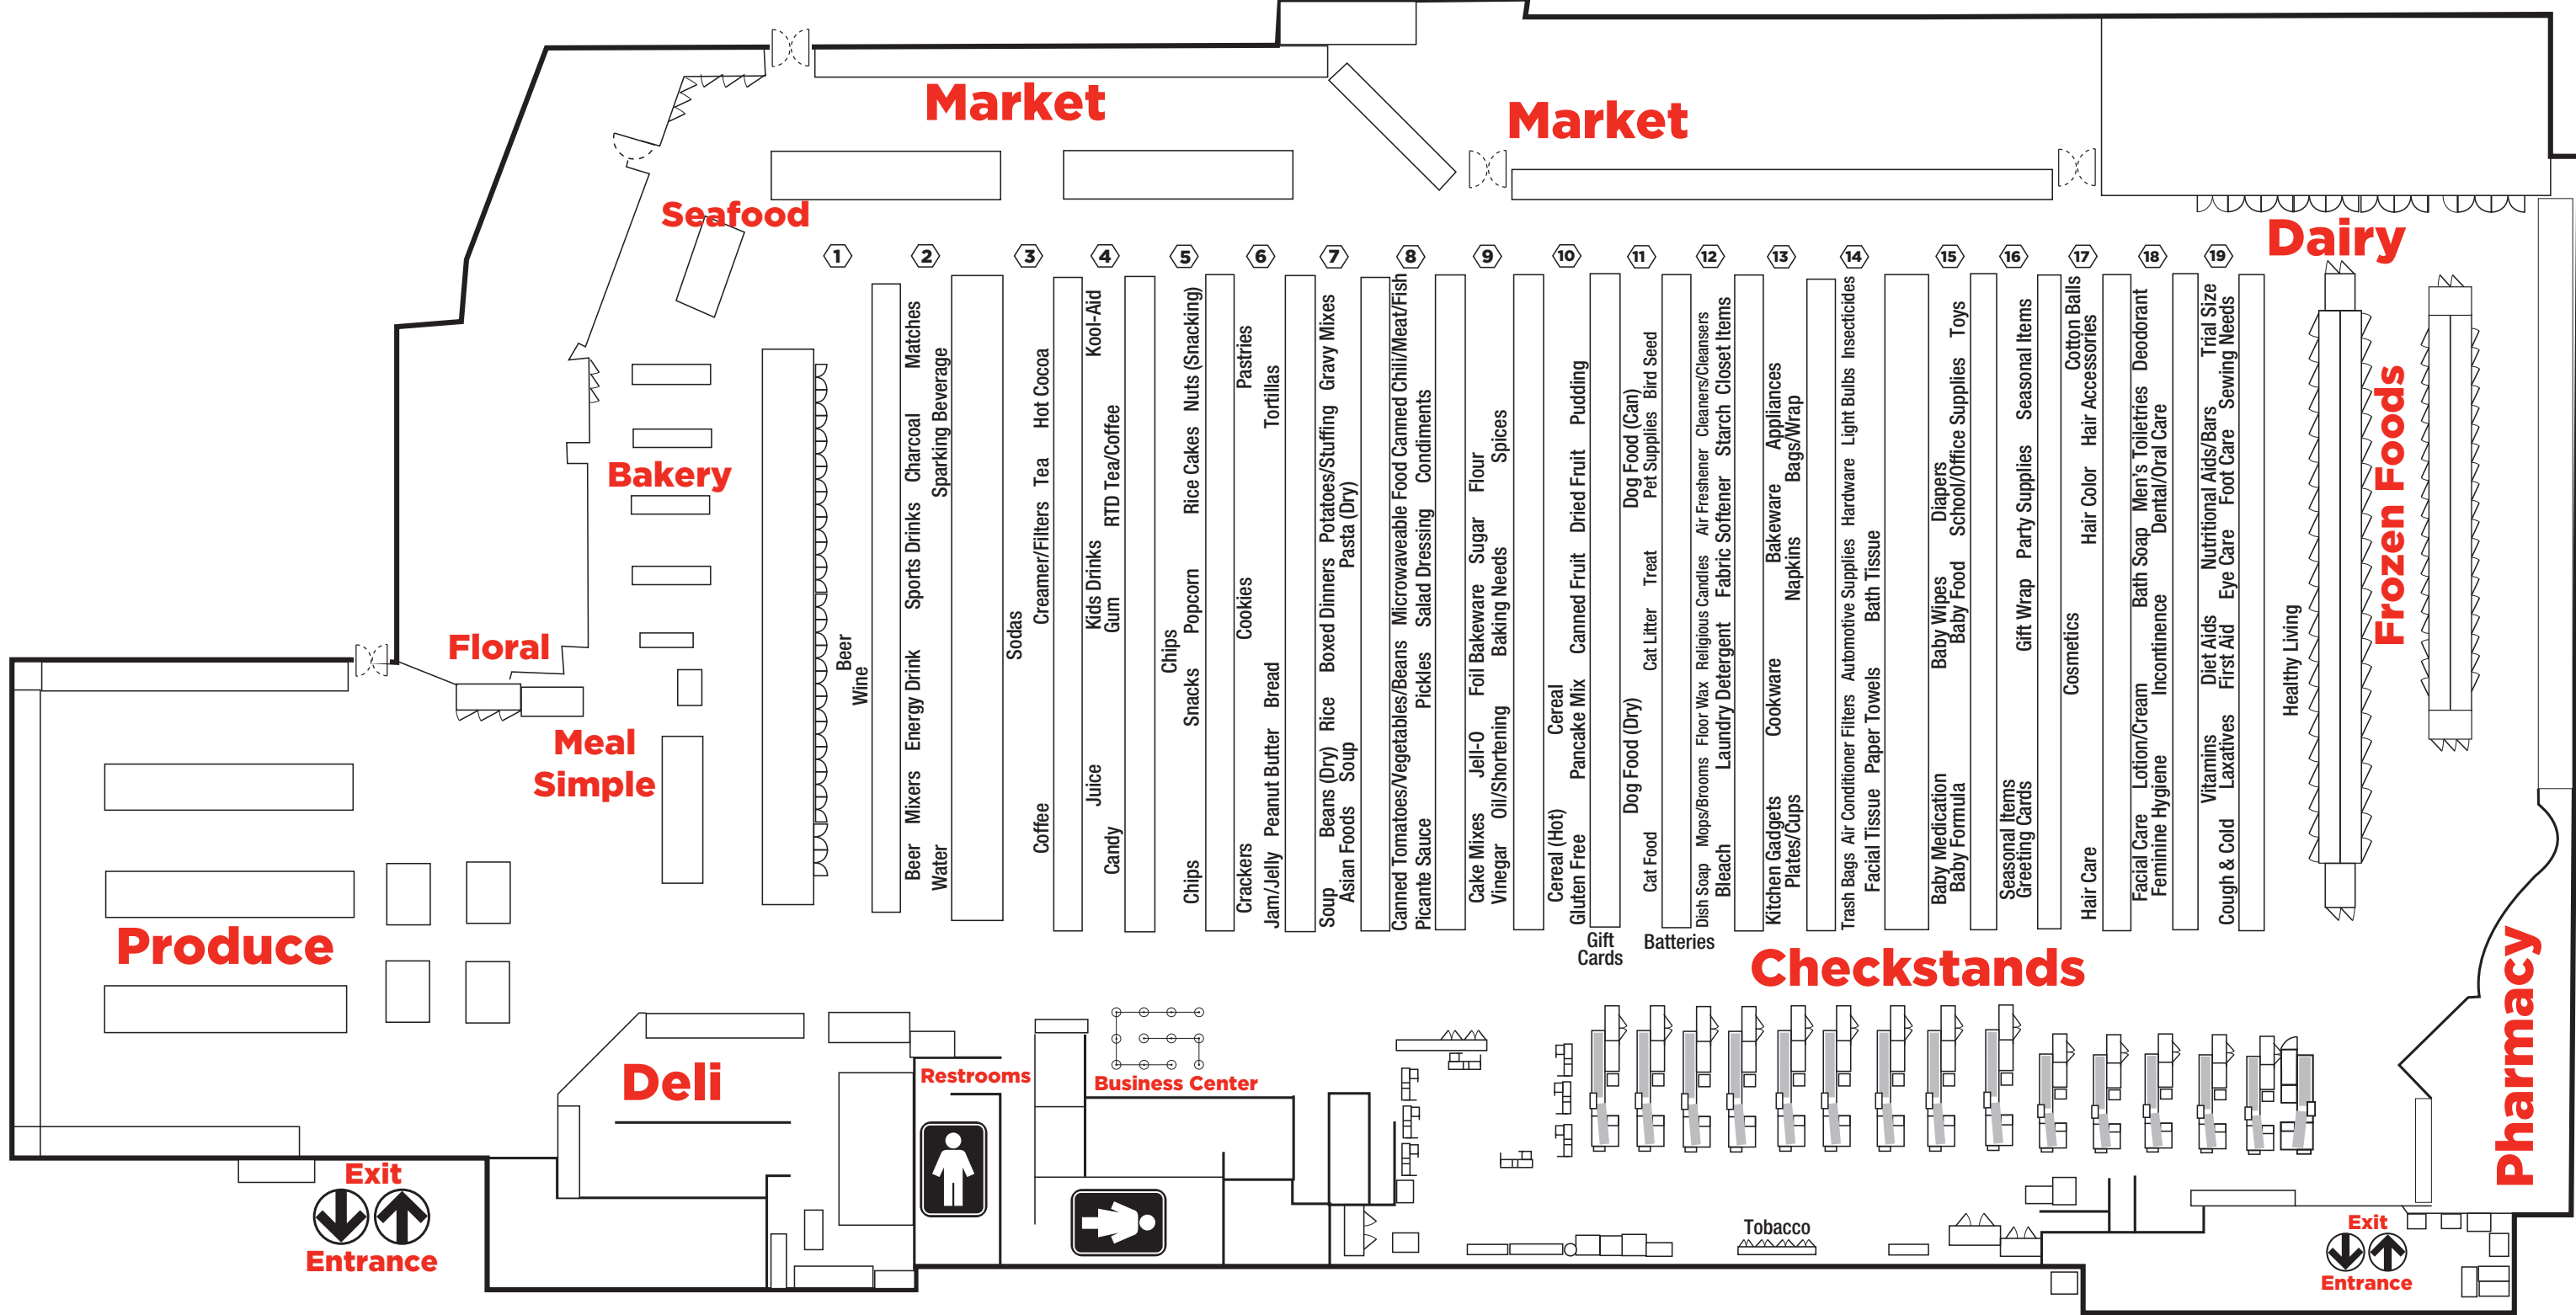 Market
Market
Seafood
Dairy
1
2
3
4
5
6
7
8
9
10
11
12
13
14
15
16
17
18
19
Bakery
Floral
Meal
Simple
Produce
Deli
Frozen Foods
Beer
Wine
Beer Mixers Energy Drink Sports Drinks Charcoal Matches
Water Sparking Beverage
Sodas
Coffee Creamer/Filters Tea Hot Cocoa
Juice Kids Drinks Kool-Aid
Candy Gum RTD Tea/Coffee
Chips
Chips Snacks Popcorn Rice Cakes Nuts (Snacking)
Crackers Cookies Pastries
Jam/Jelly Peanut Butter Bread Tortillas
Soup Beans (Dry) Rice Boxed Dinners Potatoes/Stuffing Gravy Mixes
Asian Foods Soup Pasta (Dry)
Canned Tomatoes/Vegetables/Beans Microwaveable Food Canned Chili/Meat/Fish
Picante Sauce Pickles Salad Dressing Condiments
Cake Mixes Jell-O Foil Bakeware Sugar Flour
Vinegar Oil/Shortening Baking Needs Spices
Cereal (Hot) Cereal
Gluten Free Pancake Mix Canned Fruit Dried Fruit Pudding
Dog Food (Dry) Dog Food (Can)
Cat Food Cat Litter Treat Pet Supplies Bird Seed
Dish Soap Mops/Brooms Floor Wax Religious Candles Air Freshener Cleaners/Cleansers
Bleach Laundry Detergent Fabric Softener Starch Closet Items
Kitchen Gadgets Cookware Bakeware Appliances
Plates/Cups Napkins Bags/Wrap
Trash Bags Air Conditioner Filters Automotive Supplies Hardware Light Bulbs Insecticides
Facial Tissue Paper Towels Bath Tissue
Baby Medication Baby Wipes Diapers
Baby Formula Baby Food School/Office Supplies Toys
Seasonal Items
Greeting Cards Gift Wrap Party Supplies Seasonal Items
Cosmetics Cotton Balls
Hair Care Hair Color Hair Accessories
Facial Care Lotion/Cream Bath Soap Men's Toiletries Deodorant
Feminine Hygiene Incontinence Dental/Oral Care
Vitamins Diet Aids Nutritional Aids/Bars Trial Size
Cough & Cold Laxatives First Aid Eye Care Foot Care Sewing Needs
Healthy Living
Gift
Cards
Batteries
Checkstands
Pharmacy
Restrooms
Business Center
Tobacco
Exit
Entrance
Exit
Entrance